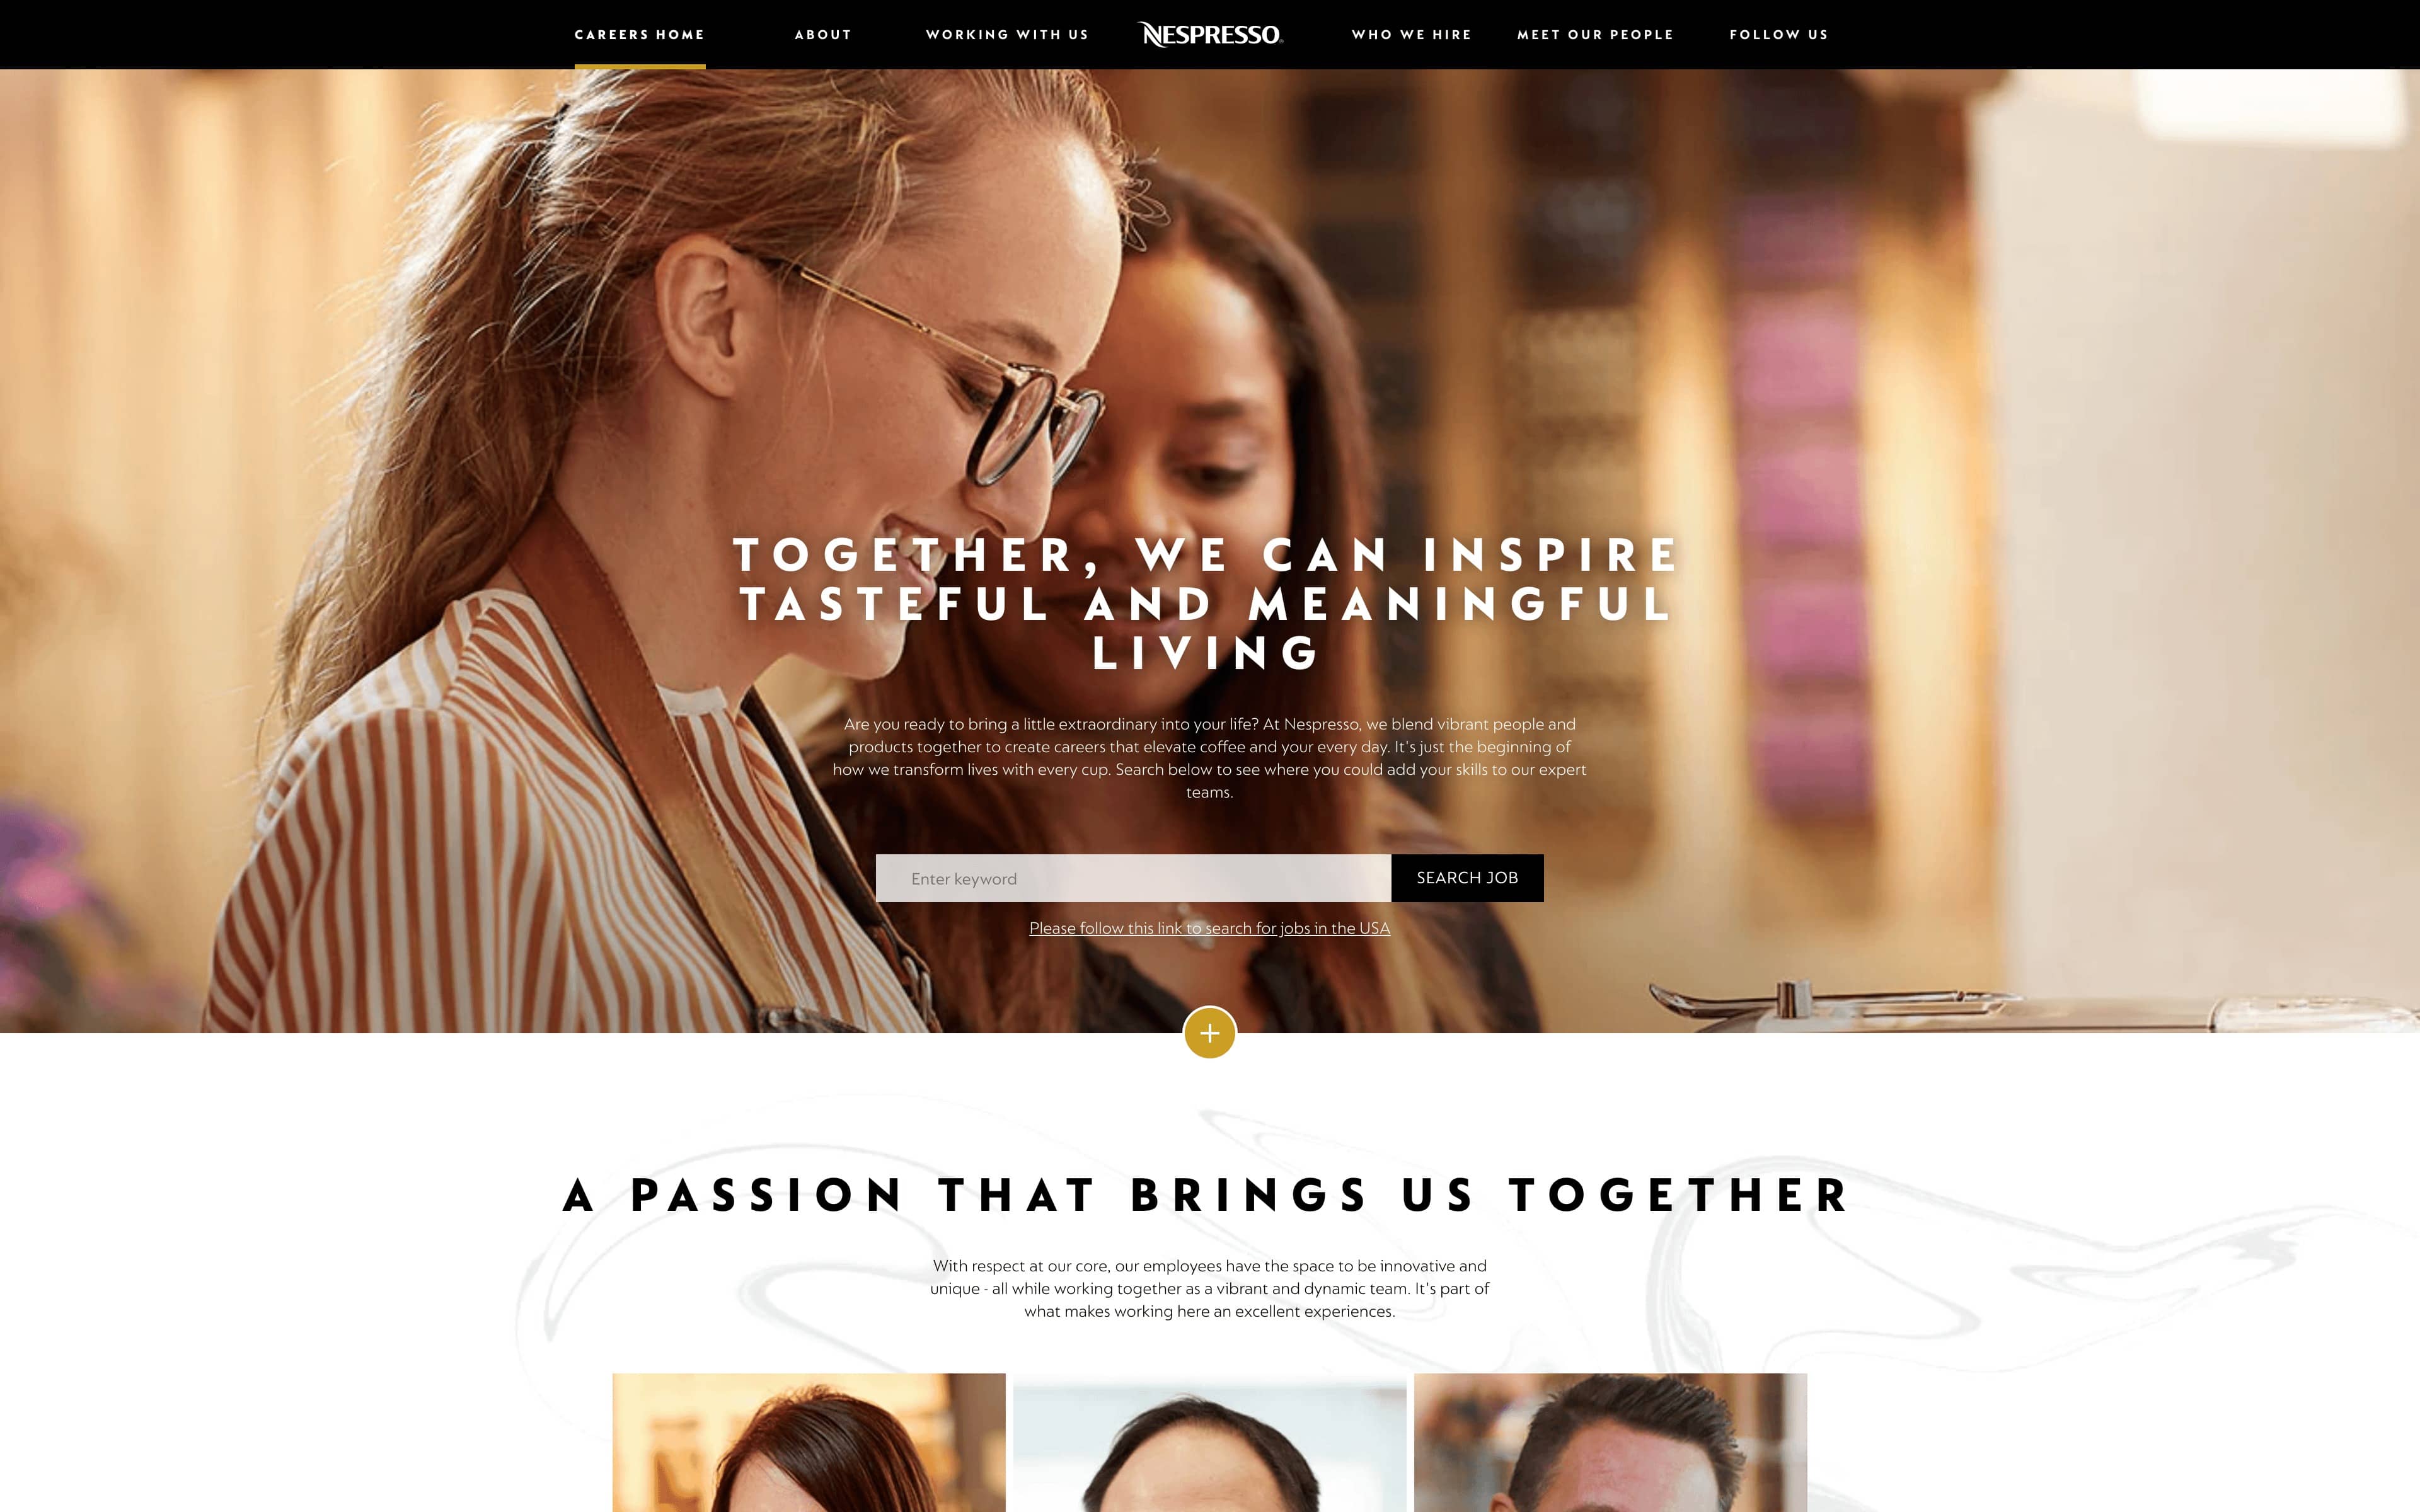 CAREERS HOME
ABOUT
WORKING WITH US
NESPRESSO
WHO WE HIRE
MEET OUR PEOPLE
FOLLOW US
TOGETHER, WE CAN INSPIRE
TASTEFUL AND MEANINGFUL
LIVING
Are you ready to bring a little extraordinary into your life? At Nespresso, we blend vibrant people and
products together to create careers that elevate coffee and your every day. It's just the beginning of
how we transform lives with every cup. Search below to see where you could add your skills to our expert
teams.
Enter keyword
SEARCH JOB
Please follow this link to search for jobs in the USA
A PASSION THAT BRINGS US TOGETHER
With respect at our core, our employees have the space to be innovative and
unique - all while working together as a vibrant and dynamic team. It's part of
what makes working here an excellent experiences.